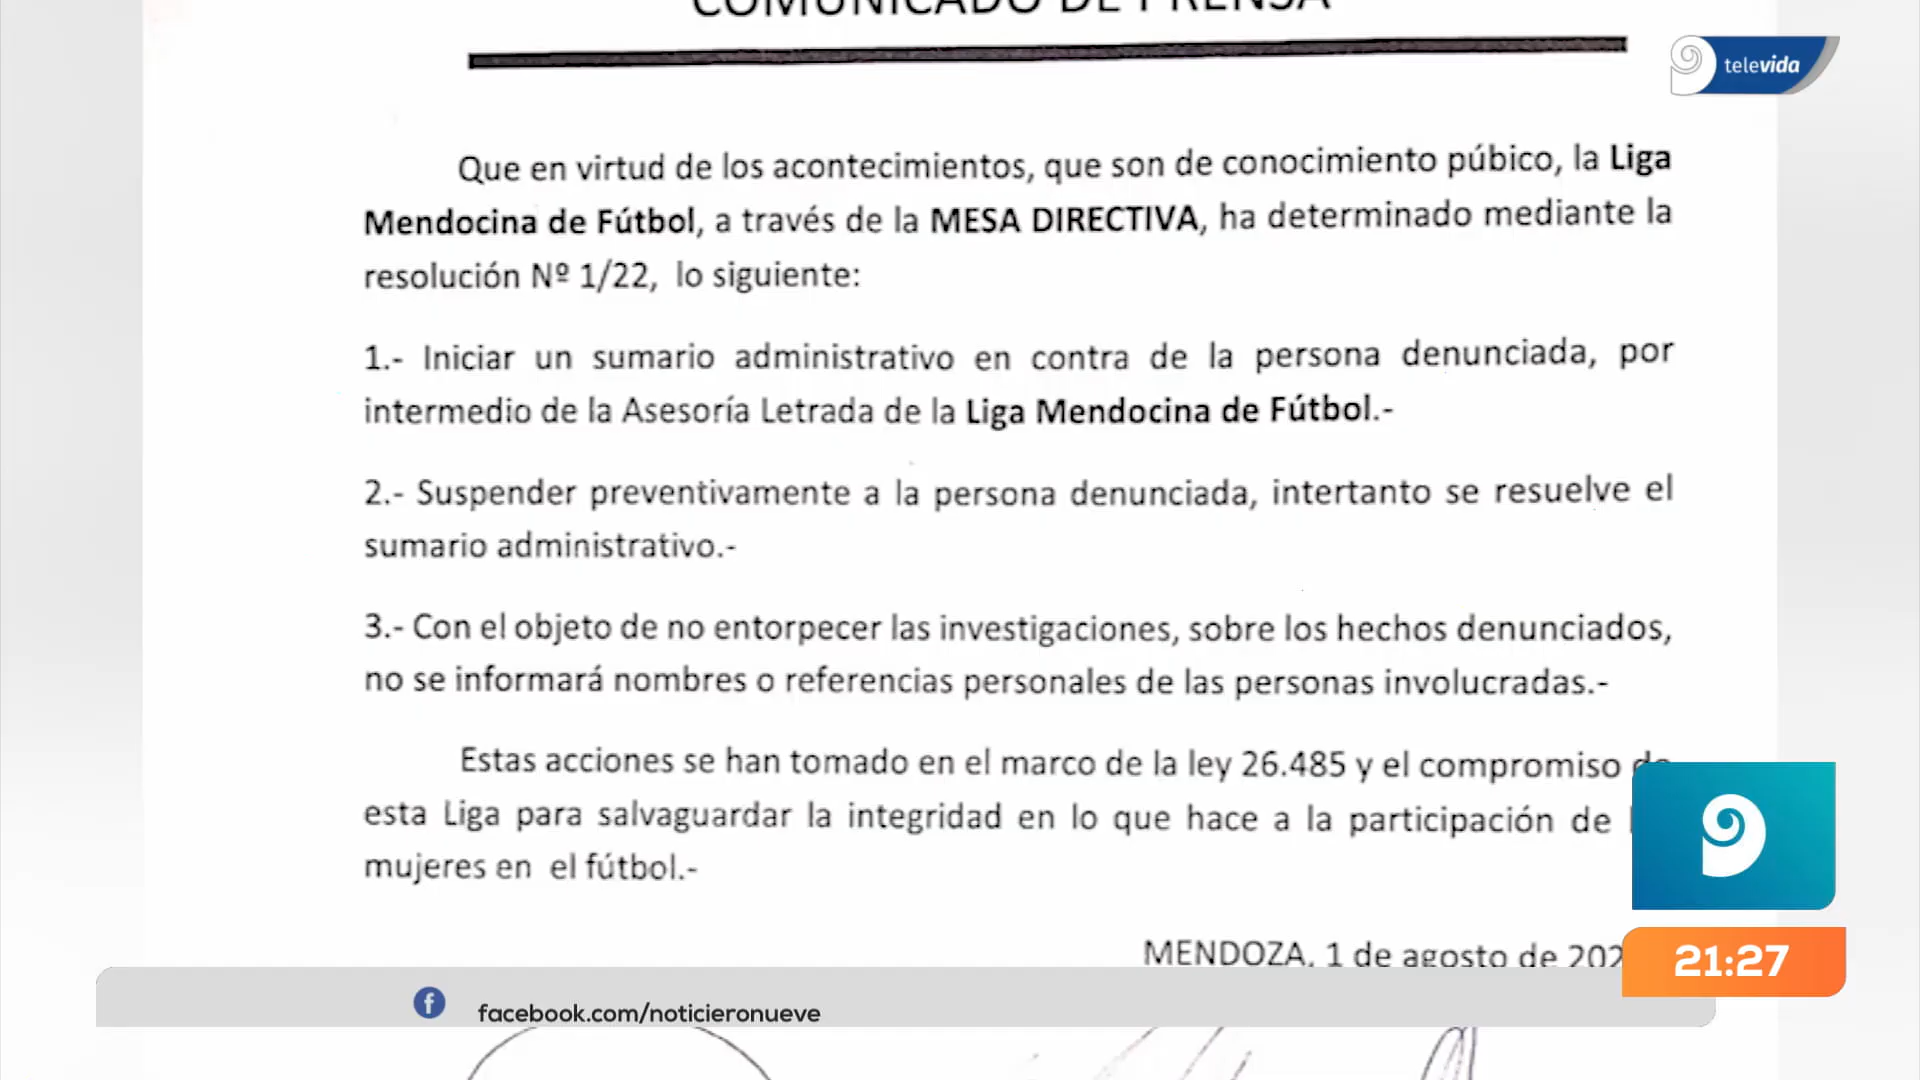 COMUNICADO DE PRENSA
televida
Que en virtud de los acontecimientos, que son de conocimiento púbico, la Liga
Mendocina de Fútbol, a través de la MESA DIRECTIVA, ha determinado mediante la
resolución Nº 1/22, lo siguiente:
1.- Iniciar un sumario administrativo en contra de la persona denunciada, por
intermedio de la Asesoría Letrada de la Liga Mendocina de Fútbol.-
2.- Suspender preventivamente a la persona denunciada, intertanto se resuelve el
sumario administrativo.-
3.- Con el objeto de no entorpecer las investigaciones, sobre los hechos denunciados,
no se informará nombres o referencias personales de las personas involucradas.-
Estas acciones se han tomado en el marco de la ley 26.485 y el compromiso de
esta Liga para salvaguardar la integridad en lo que hace a la participación de
mujeres en el fútbol.-
9
MENDOZA, 1 de agosto de 202
21:27
facebook.com/noticieronueve